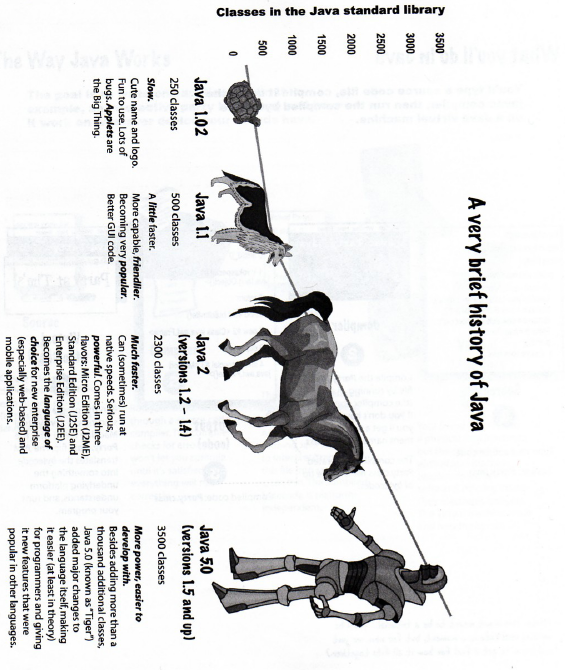 A very brief history of Java
Classes in the Java standard library
3500
3000
2500
2000
1500
1000
500
0
Java 1.02
250 classes
Slow.
Cute name and logo.
Fun to use. Lots of
bugs. Applets are
the Big Thing.
Java 1.1
500 classes
A little faster.
More capable, friendlier.
Becoming very popular.
Better GUI code.
Java 2
(versions 1.2 – 1.4)
2300 classes
Much faster.
Can (sometimes) run at
native speeds. Serious,
powerful. Comes in three
flavors: Micro Edition (J2ME),
Standard Edition (J2SE) and
Enterprise Edition (J2EE).
Becomes the language of
choice for new enterprise
(especially web-based) and
mobile applications.
Java 5.0
(versions 1.5 and up)
3500 classes
More power, easier to
develop with.
Besides adding more than a
thousand additional classes,
Java 5.0 (known as "Tiger")
added major changes to
the language itself, making
it easier (at least in theory)
for programmers and giving
it new features that were
popular in other languages.